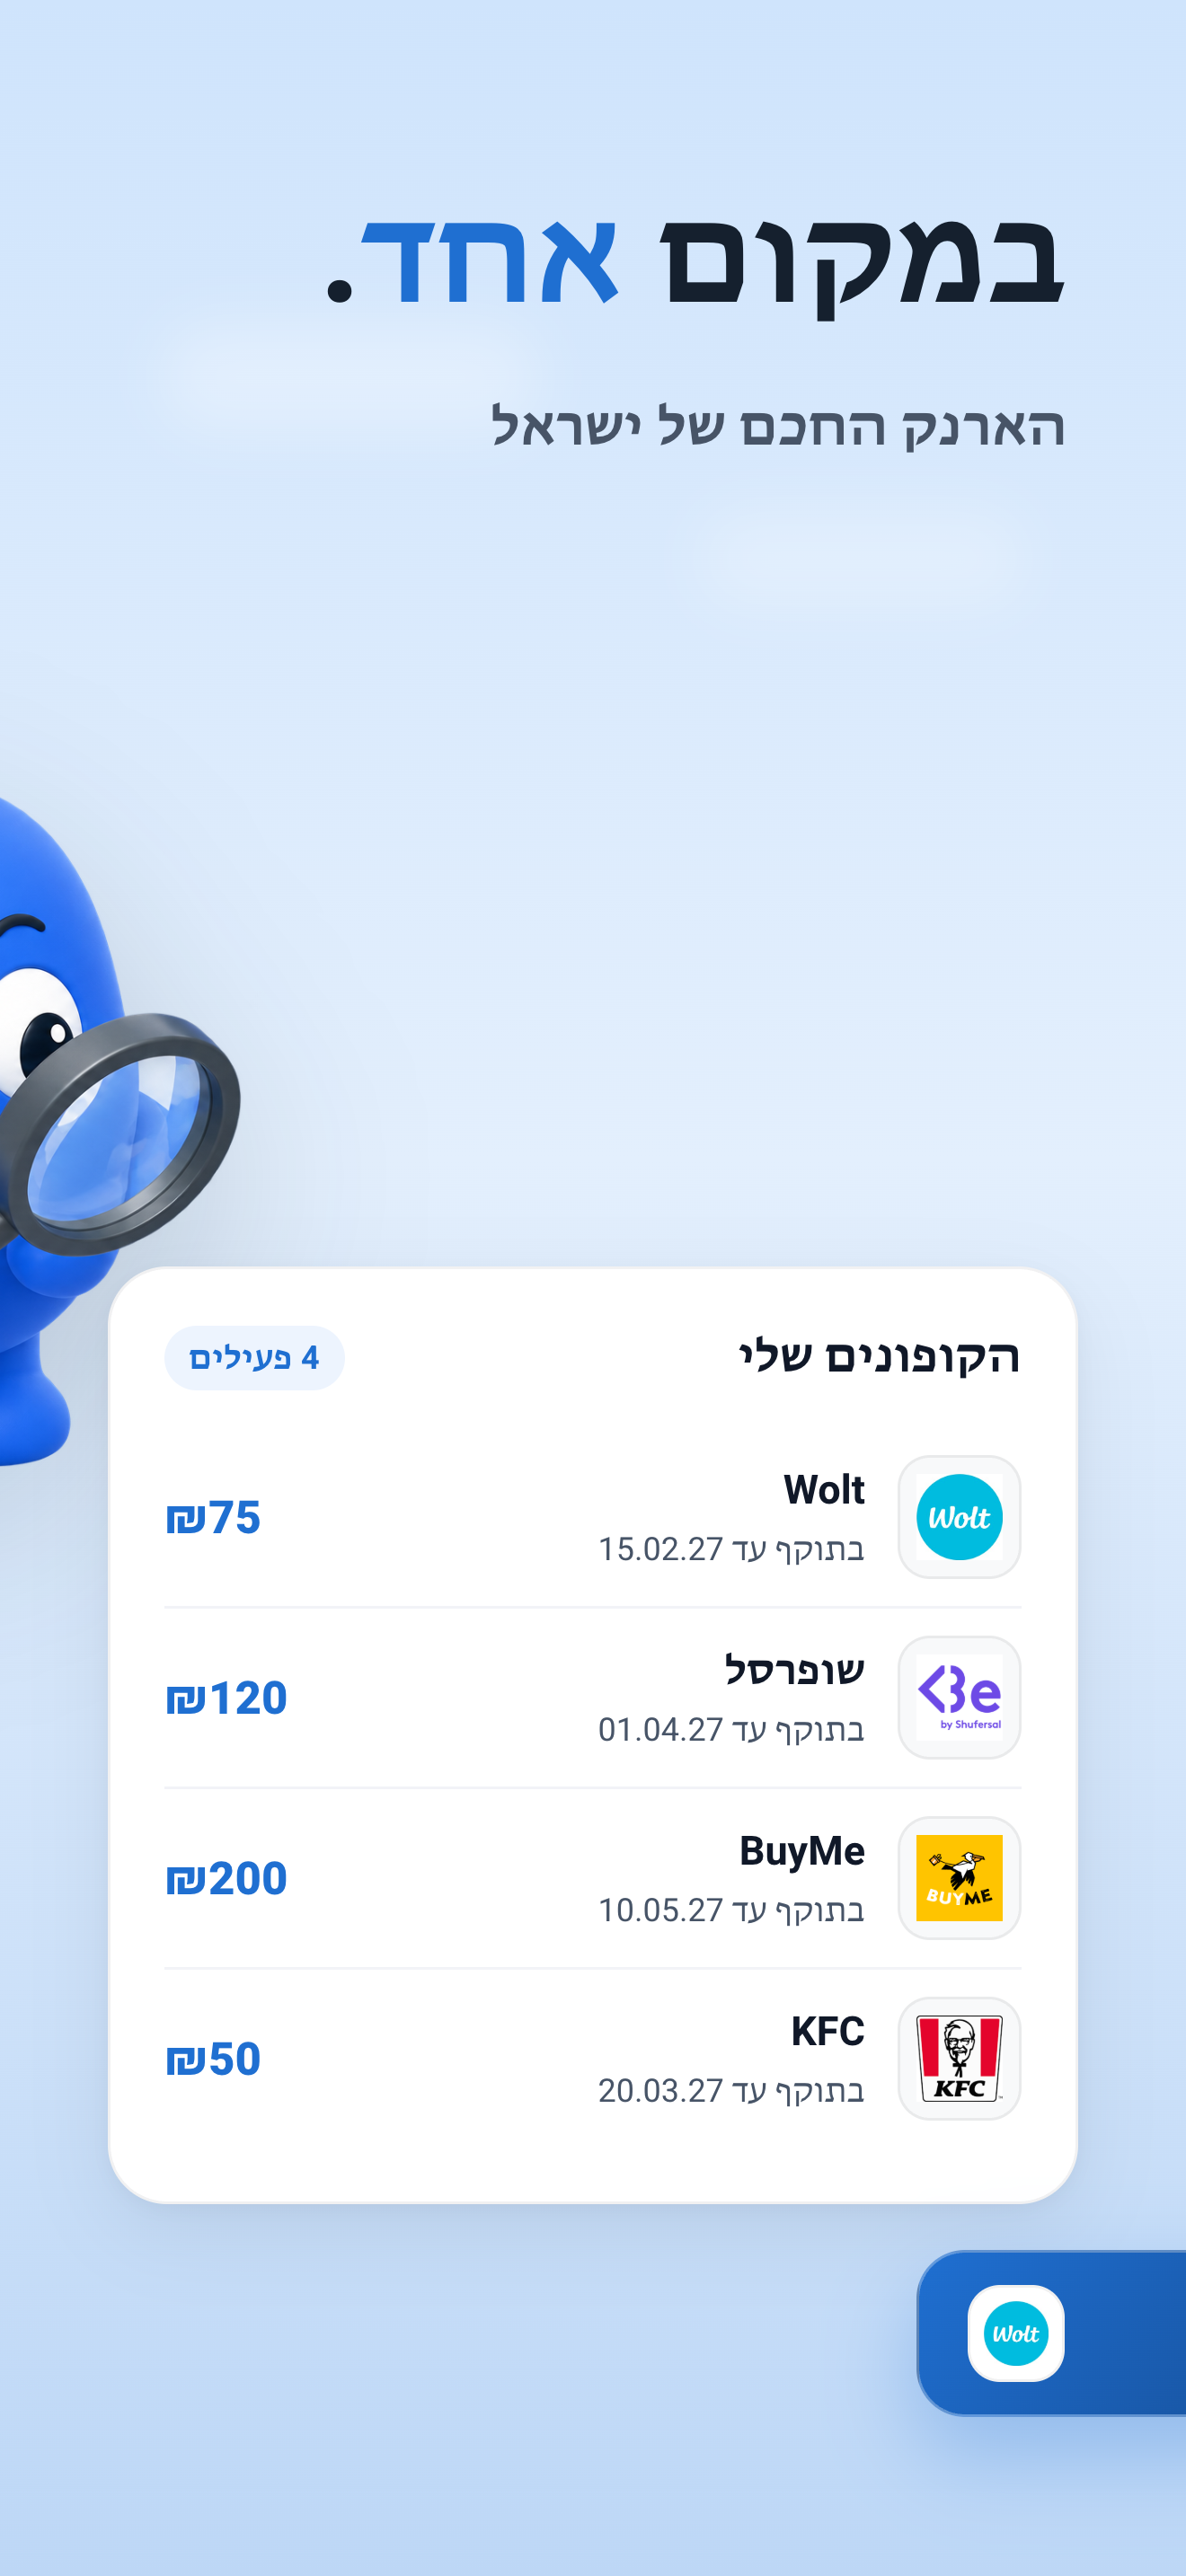 במקום אחד.
הארנק החכם של ישראל
הקופונים שלי
4 פעילים
Wolt
Wolt
בתוקף עד 15.02.27
₪75
Be
by Shufersal
שופרסל
בתוקף עד 01.04.27
₪120
BUYME
BuyMe
בתוקף עד 10.05.27
₪200
KFC
KFC
בתוקף עד 20.03.27
₪50
Wolt